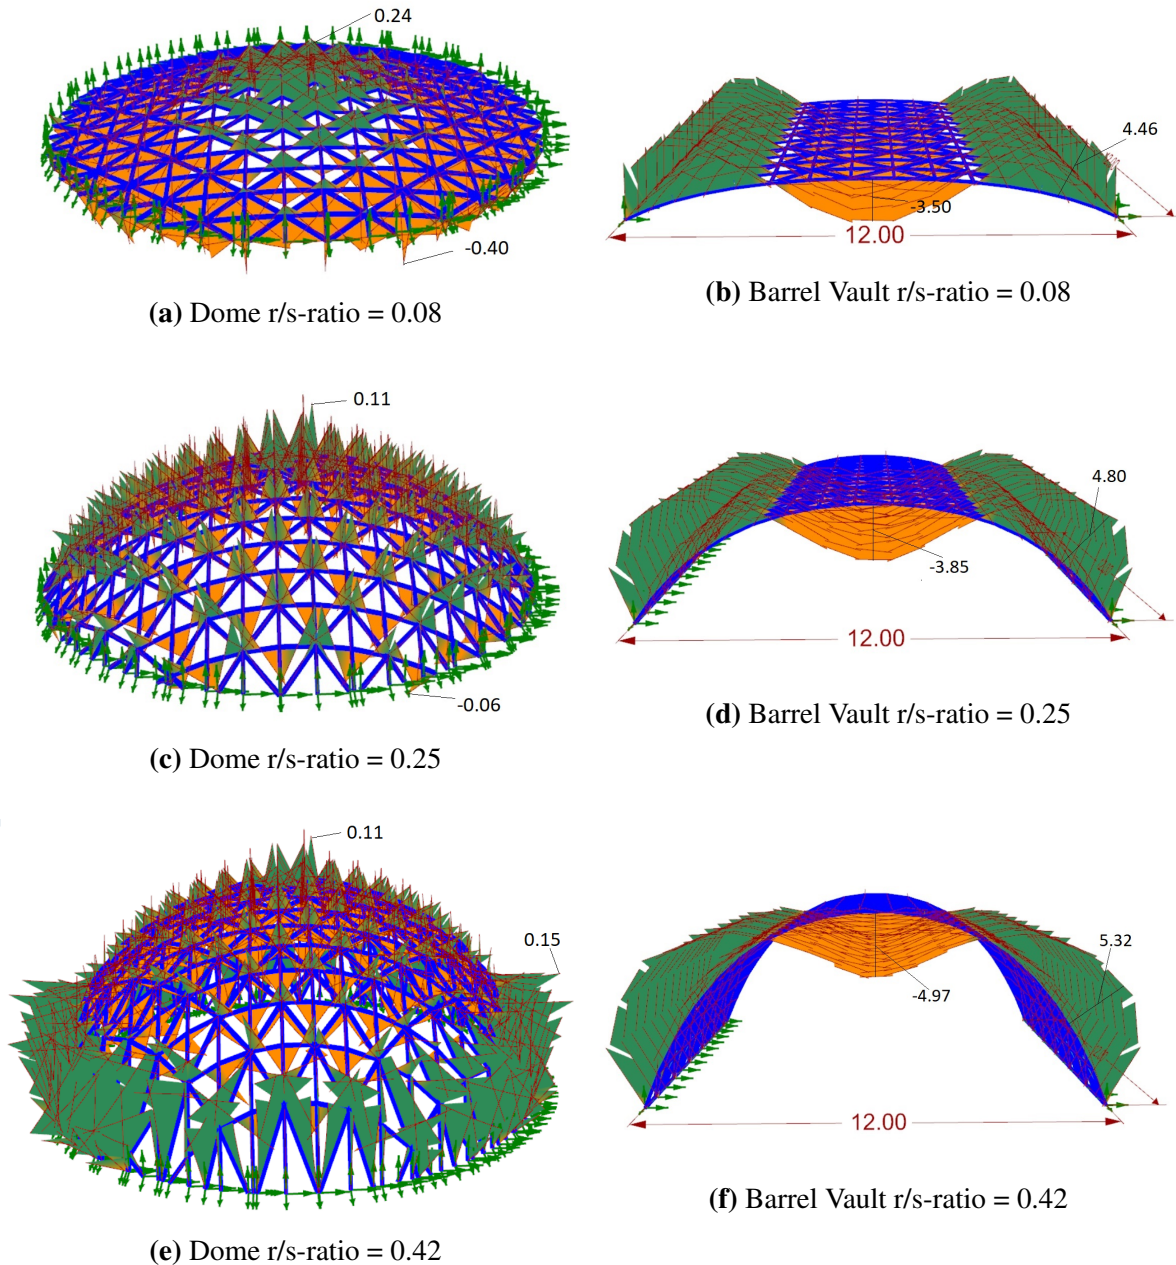 0.24
-0.40
(a) Dome r/s-ratio = 0.08
4.46
-3.50
12.00
(b) Barrel Vault r/s-ratio = 0.08
0.11
-0.06
(c) Dome r/s-ratio = 0.25
4.80
-3.85
12.00
(d) Barrel Vault r/s-ratio = 0.25
0.11
0.15
(e) Dome r/s-ratio = 0.42
5.32
-4.97
12.00
(f) Barrel Vault r/s-ratio = 0.42